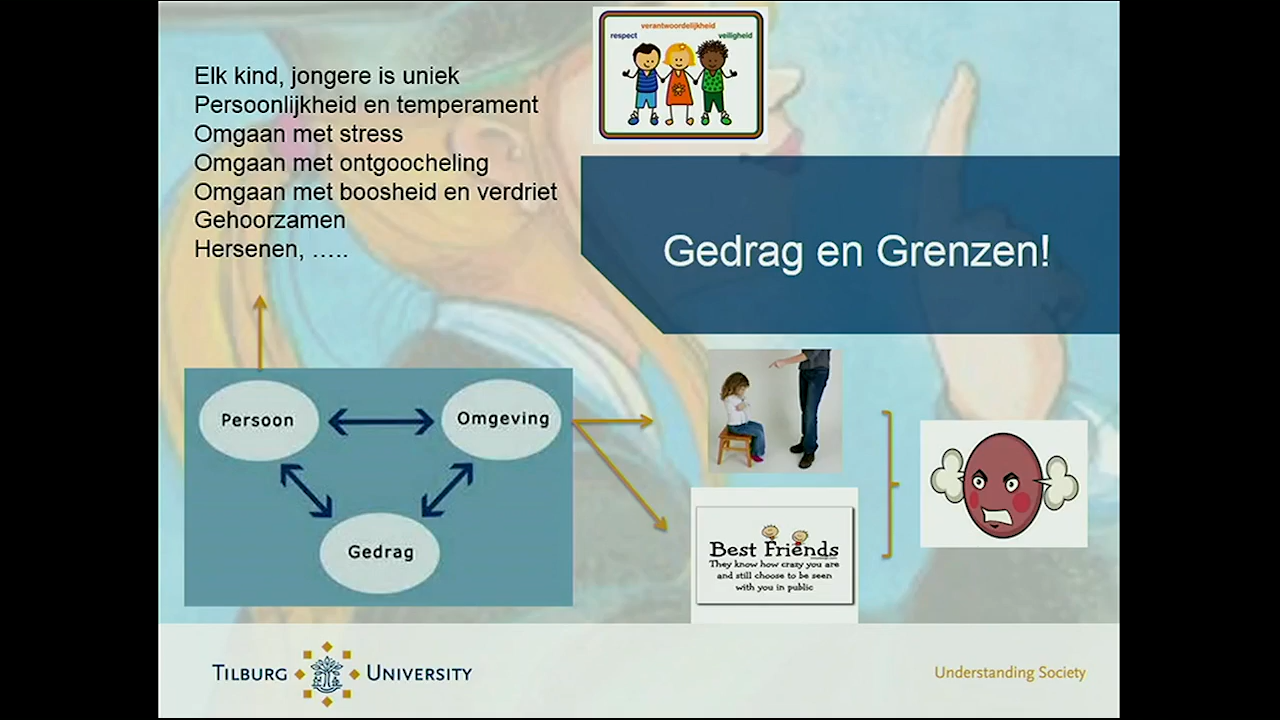 verantwoordelijkheid
respect
veiligheid
Elk kind, jongere is uniek
Persoonlijkheid en temperament
Omgaan met stress
Omgaan met ontgoocheling
Omgaan met boosheid en verdriet
Gehoorzamen
Hersenen, …..
Gedrag en Grenzen!
Persoon
Omgeving
Gedrag
Best Friends
They know how crazy you are
and still choose to be seen
with you in public
TILBURG UNIVERSITY
Understanding Society